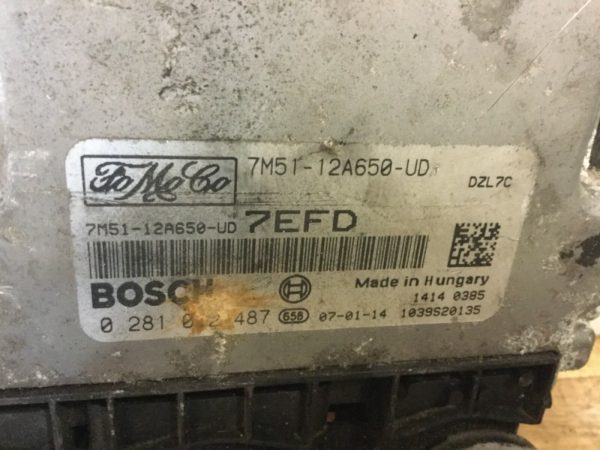 FoMoCo 7M51-12A650-UD
DZL7C
7M51-12A650-UD 7EFD
BOSCH Made in Hungary
1414 0385
0 281 012 487 658 07-01-14 1039S20135